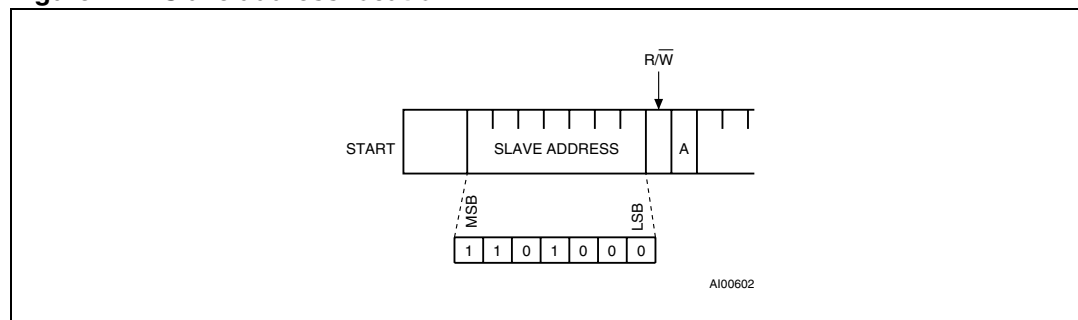 R/W̅
START
SLAVE ADDRESS
A
MSB
LSB
1 1 0 1 0 0 0
AI00602